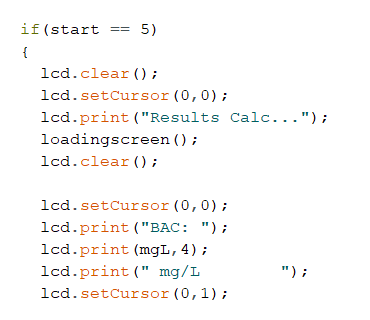 if(start == 5)
{
  lcd.clear();
  lcd.setCursor(0,0);
  lcd.print("Results Calc...");
  loadingscreen();
  lcd.clear();

  lcd.setCursor(0,0);
  lcd.print("BAC: ");
  lcd.print(mgL,4);
  lcd.print(" mg/L        ");
  lcd.setCursor(0,1);